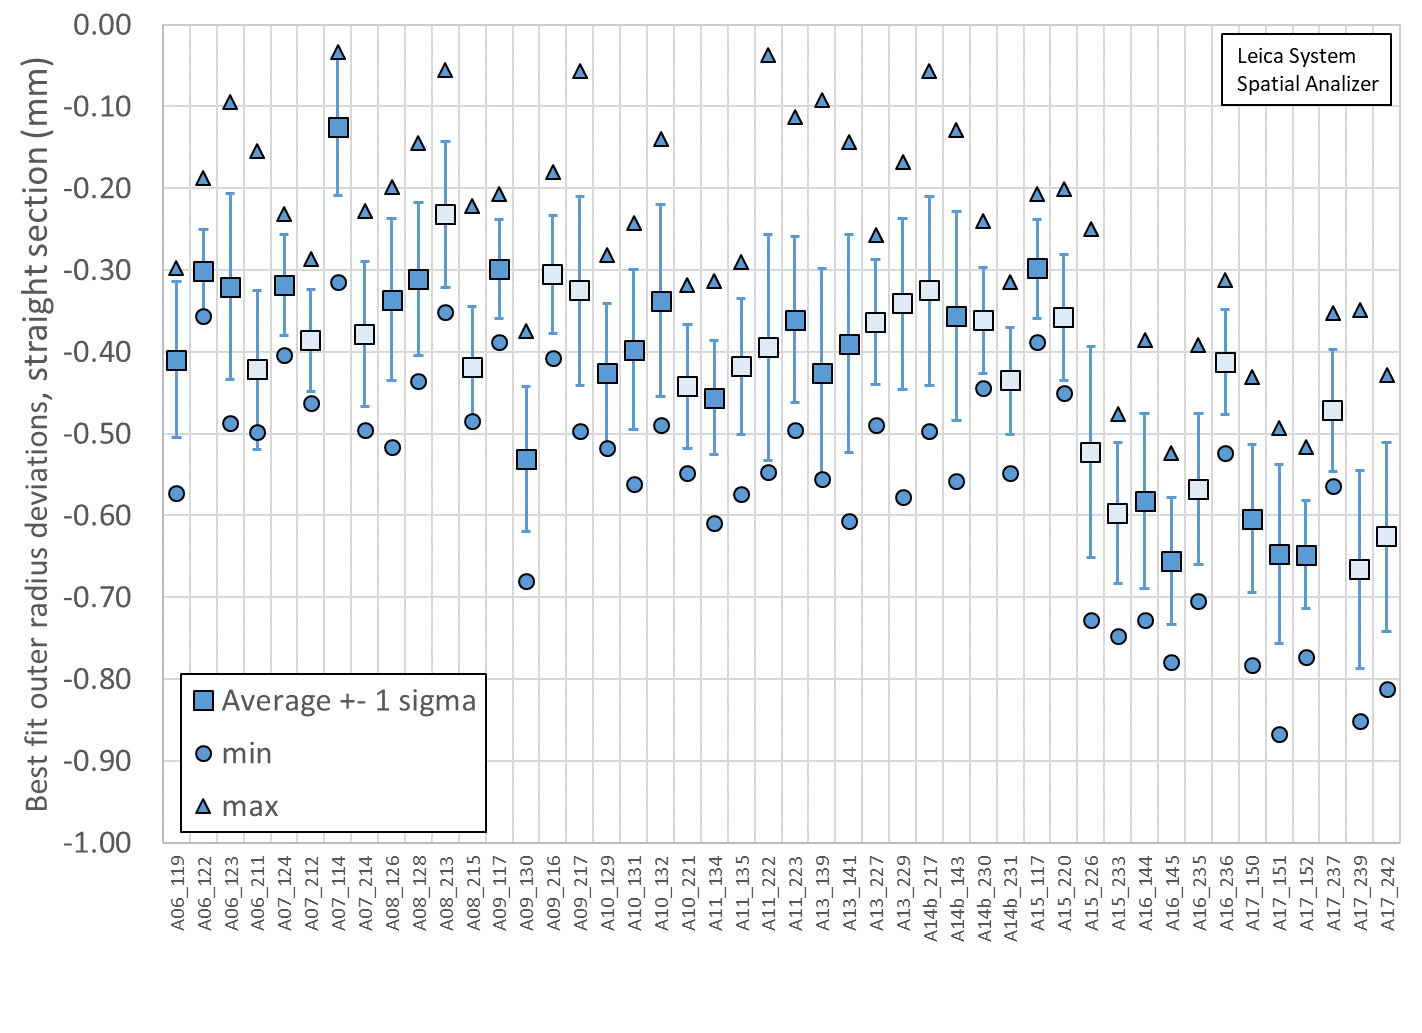 Best fit outer radius deviations, straight section (mm)
0.00
-0.10
-0.20
-0.30
-0.40
-0.50
-0.60
-0.70
-0.80
-0.90
-1.00
Leica System
Spatial Analizer
Average +- 1 sigma
min
max
A06_119
A06_122
A06_123
A06_211
A07_124
A07_212
A07_114
A07_214
A08_126
A08_128
A08_213
A08_215
A09_117
A09_130
A09_216
A09_217
A10_129
A10_131
A10_132
A10_221
A11_134
A11_135
A11_222
A11_223
A13_139
A13_141
A13_227
A13_229
A14b_217
A14b_143
A14b_230
A14b_231
A15_117
A15_220
A15_226
A15_233
A16_144
A16_145
A16_235
A16_236
A17_150
A17_151
A17_152
A17_237
A17_239
A17_242